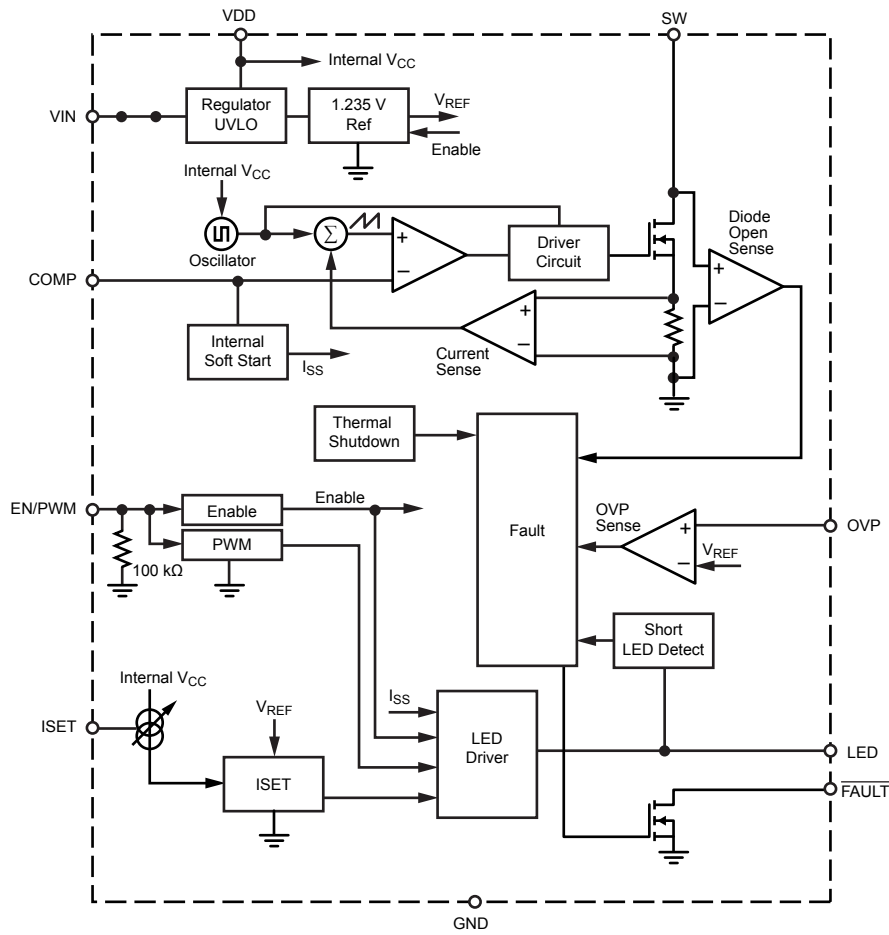 VDD
SW
Internal VCC
VIN
Regulator
UVLO
1.235 V
Ref
VREF
Enable
Internal VCC
Oscillator
Σ
+
−
Driver
Circuit
Diode
Open
Sense
+
−
COMP
Internal
Soft Start
ISS
Current
Sense
+
−
Thermal
Shutdown
EN/PWM
Enable
Enable
PWM
100 kΩ
Fault
OVP
Sense
+
−
VREF
OVP
Short
LED Detect
Internal VCC
ISET
VREF
ISET
ISS
LED
Driver
LED
FAULT
GND